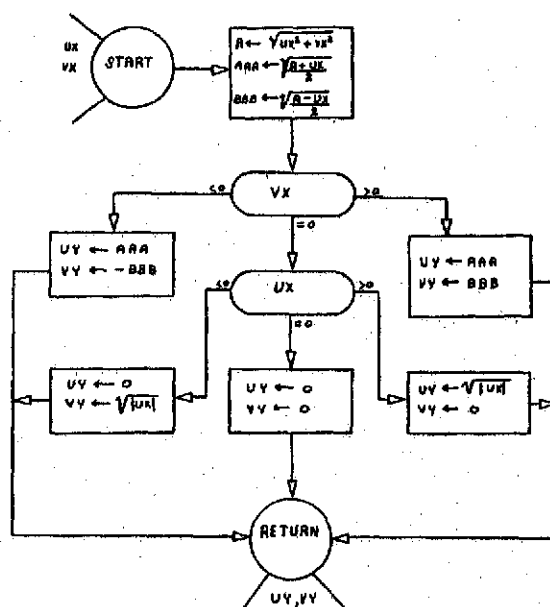 UX
VX
START
A ← √UX² + VX²
AAA ← √A + UX / 2
BBB ← √A − UX / 2
VX
<0
>0
=0
UY ← AAA
VY ← -BBB
UY ← AAA
VY ← BBB
UX
<0
>0
=0
UY ← 0
VY ← √|UX|
UY ← 0
VY ← 0
UY ← √|UX|
VY ← 0
RETURN
UY, VY